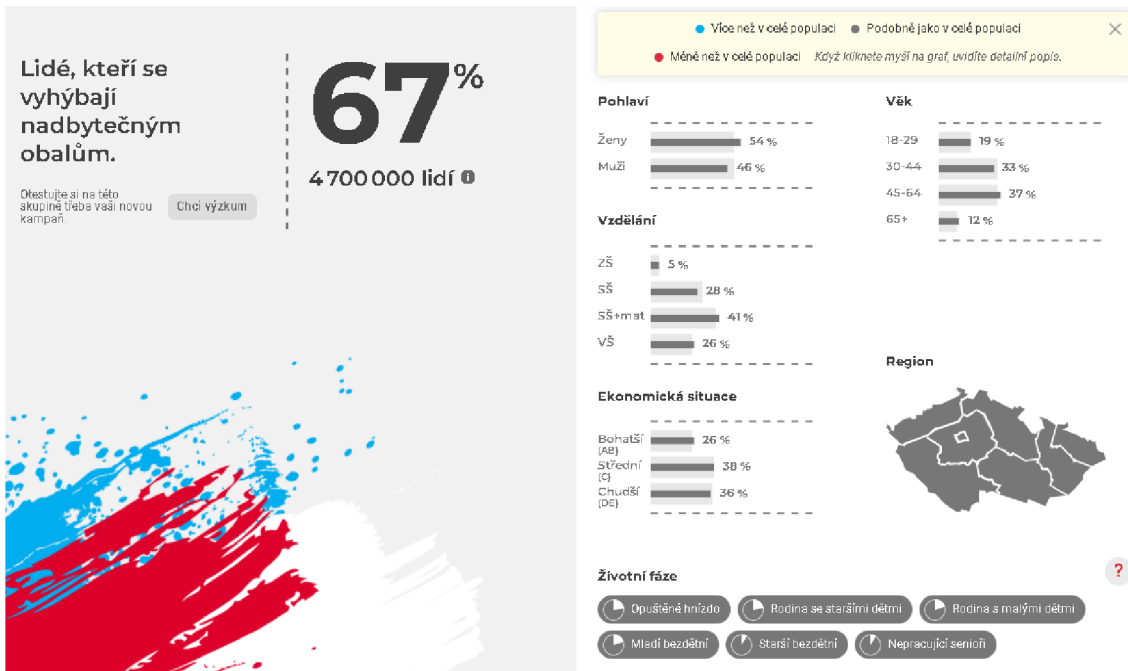 Lidé, kteří se
vyhýbají
nadbytečným
obalům.
Otestujte si na této
skupině třeba vaši novou
kampaň.
Chci výzkum
67%
4 700 000 lidí
Více než v celé populaci
Podobně jako v celé populaci
Méně než v celé populaci
Když kliknete myší na graf, uvidíte detailní popis.
Pohlaví
Ženy 54 %
Muži 46 %
Vzdělání
ZŠ 5 %
SŠ 28 %
SŠ+mat 41 %
VŠ 26 %
Ekonomická situace
Bohatší 26 %
(AB)
Střední 38 %
(C)
Chudší 36 %
(DE)
Věk
18-29 19 %
30-44 33 %
45-64 37 %
65+ 12 %
Region
Životní fáze
?
Opuštěné hnízdo
Rodina se staršími dětmi
Rodina s malými dětmi
Mladí bezdětní
Starší bezdětní
Nepracující senioři